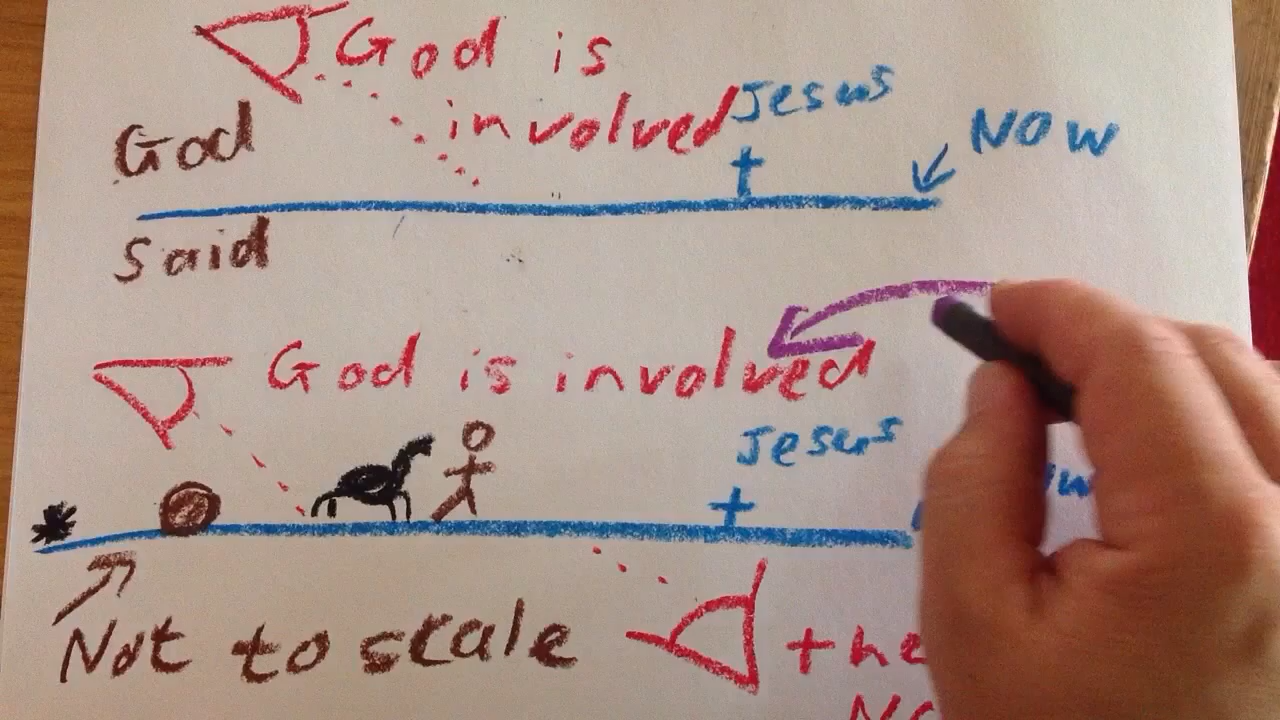 God is
involved
Jesus
NOW
God
said
God is involved
Jesus
Not to scale
the